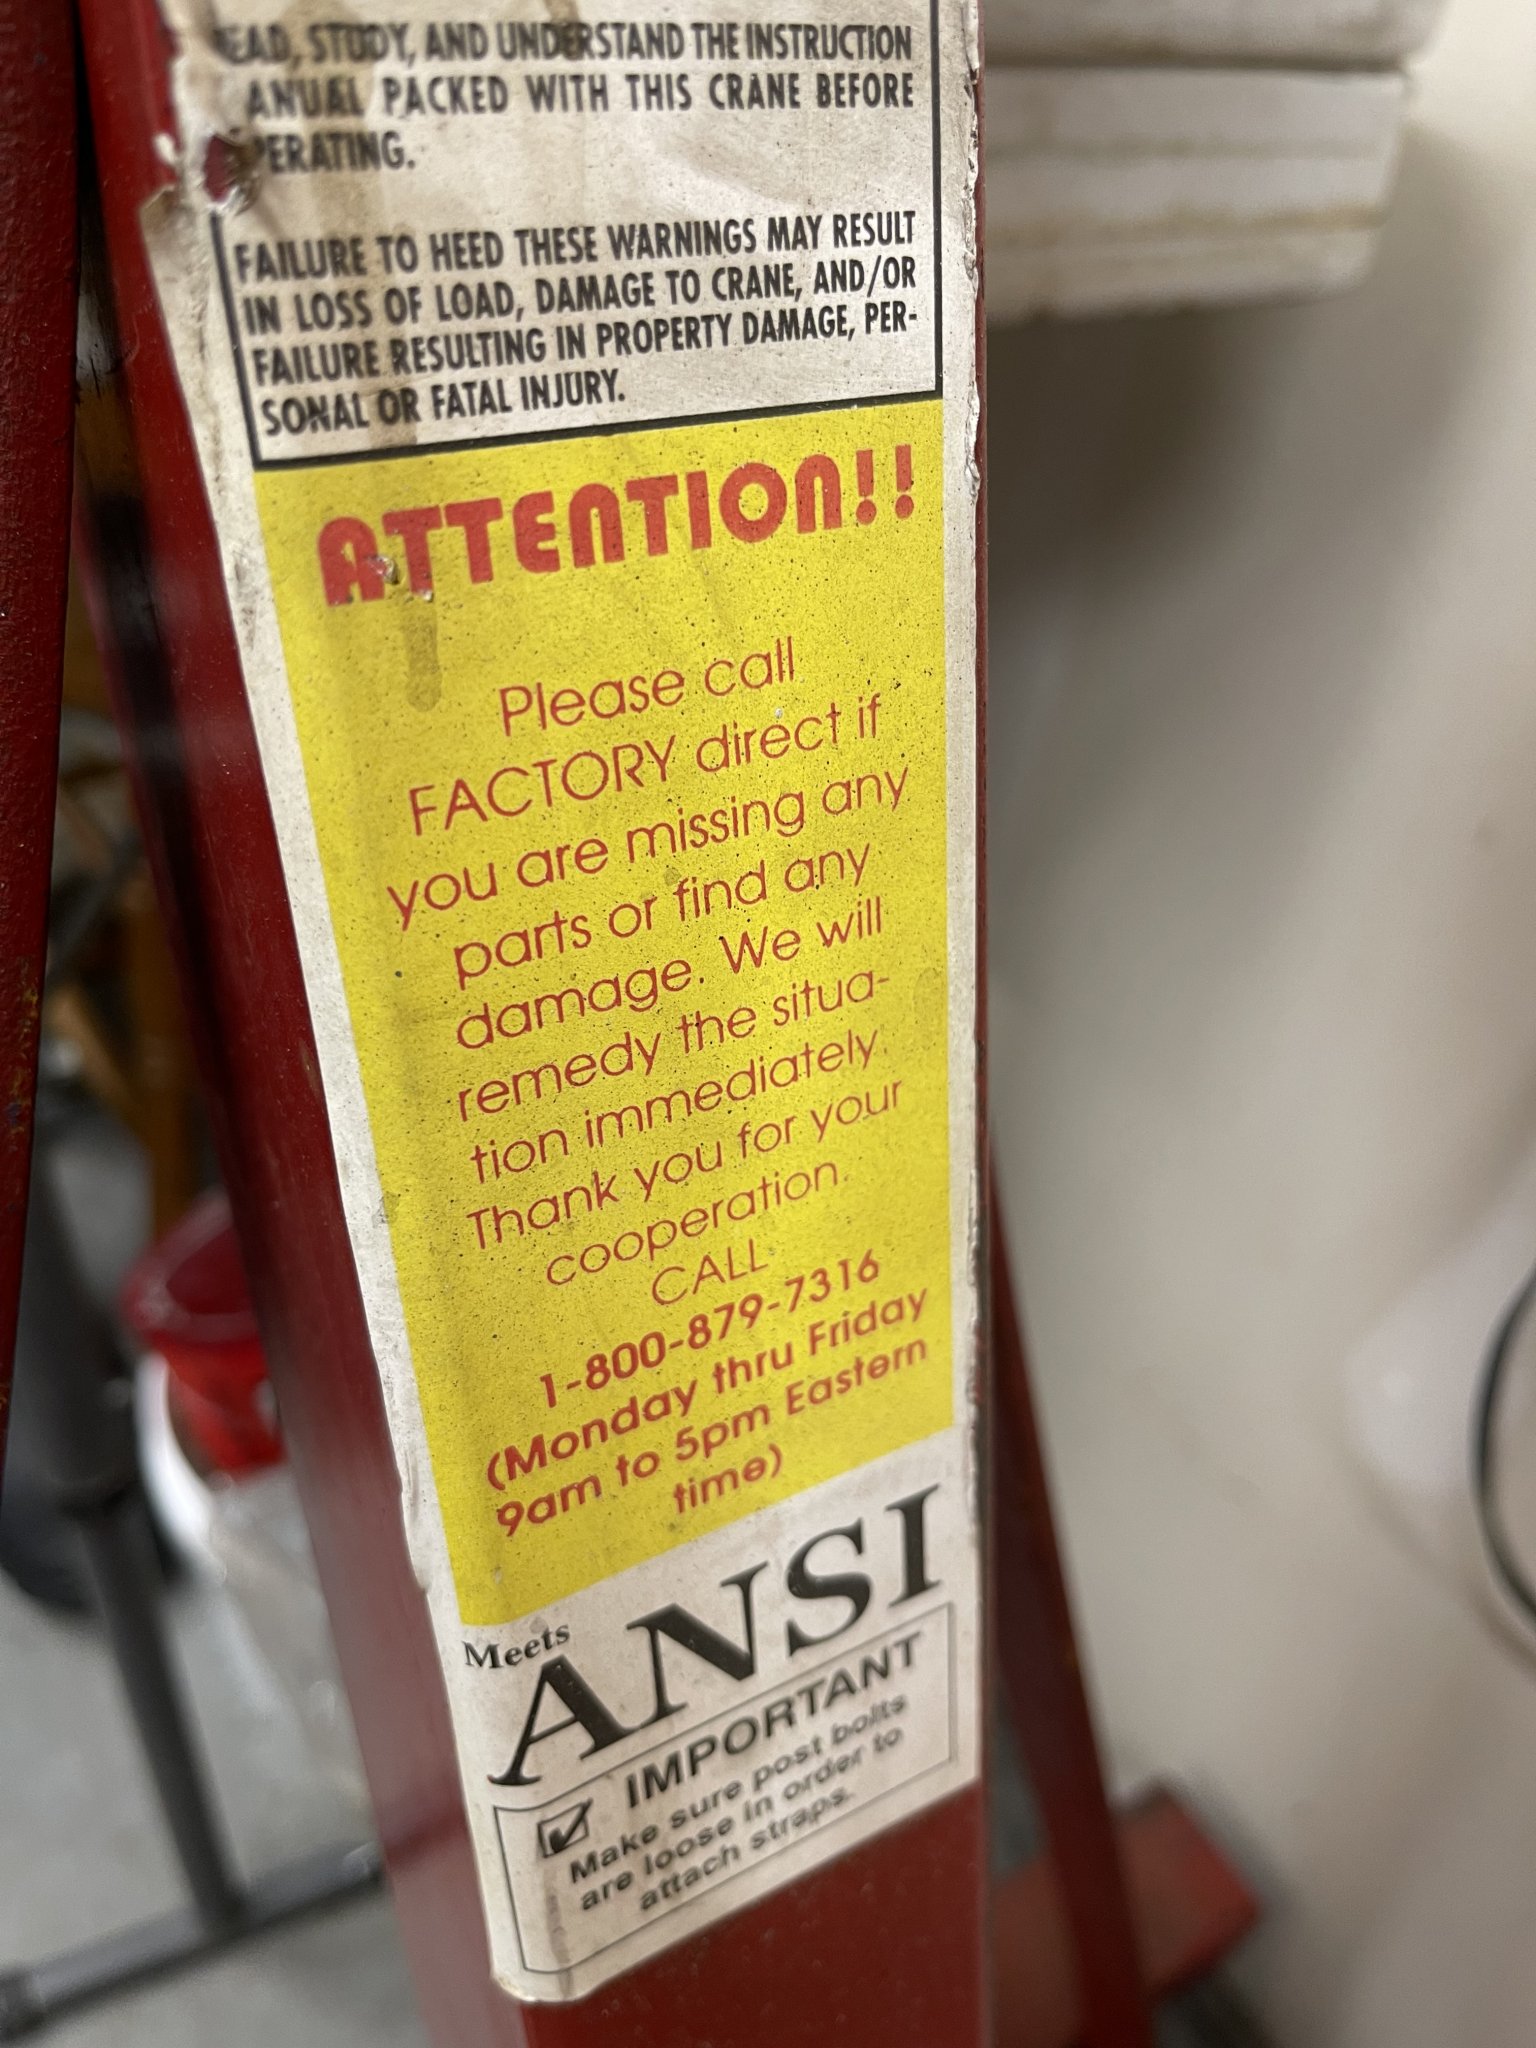 EAD, STUDY, AND UNDERSTAND THE INSTRUCTION
ANUAL PACKED WITH THIS CRANE BEFORE
PERATING.
FAILURE TO HEED THESE WARNINGS MAY RESULT
IN LOSS OF LOAD, DAMAGE TO CRANE, AND/OR
FAILURE RESULTING IN PROPERTY DAMAGE, PER-
SONAL OR FATAL INJURY.
ATTENTION!!
Please call
FACTORY direct if
you are missing any
parts or find any
damage. We will
remedy the situa-
tion immediately.
Thank you for your
cooperation.
CALL
1-800-879-7316
(Monday thru Friday
9am to 5pm Eastern
time)
Meets
ANSI
IMPORTANT
Make sure post bolts
are loose in order to
attach straps.